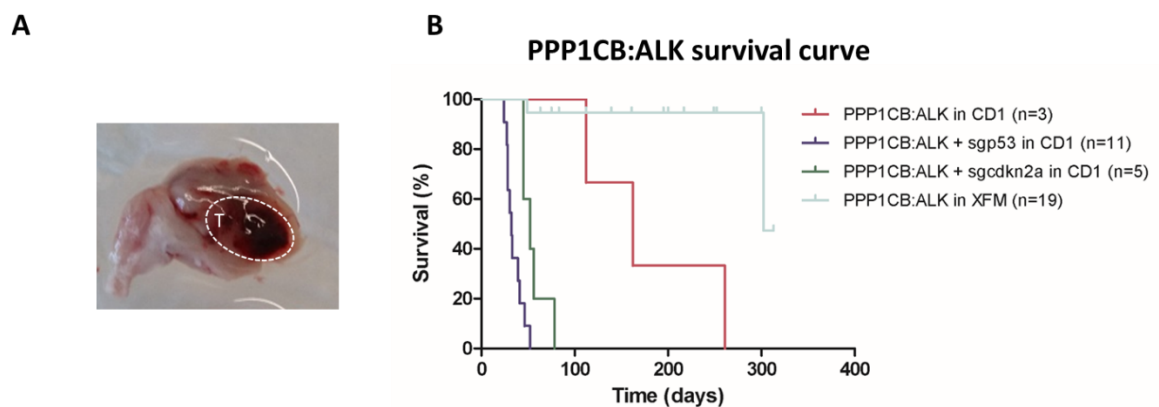 A
B
PPP1CB:ALK survival curve
T
Survival (%)
100
80
60
40
20
0
0 100 200 300 400
Time (days)
PPP1CB:ALK in CD1 (n=3)
PPP1CB:ALK + sgp53 in CD1 (n=11)
PPP1CB:ALK + sgcdkn2a in CD1 (n=5)
PPP1CB:ALK in XFM (n=19)